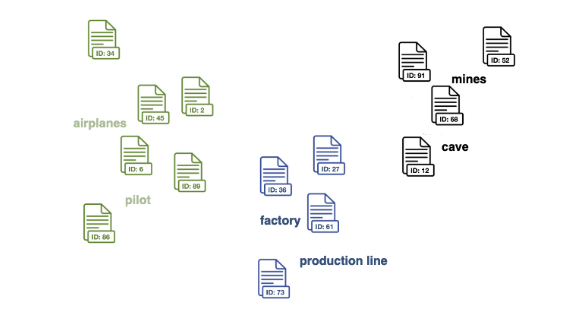 ID: 34
ID: 52
ID: 91
mines
ID: 45
ID: 2
ID: 58
airplanes
cave
ID: 6
ID: 27
ID: 12
ID: 89
ID: 36
pilot
factory
ID: 61
ID: 86
production line
ID: 73